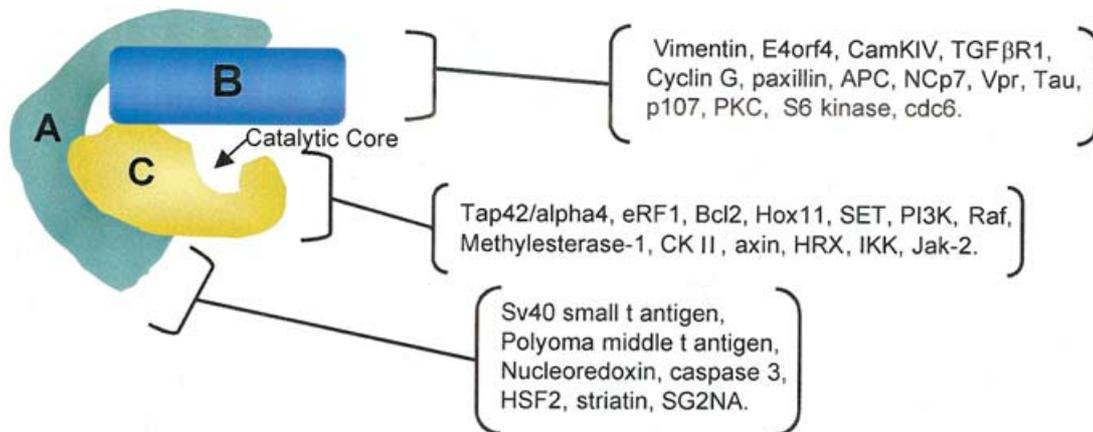 B
A
C
Catalytic Core
Vimentin, E4orf4, CamKIV, TGFβR1,
Cyclin G, paxillin, APC, NCp7, Vpr, Tau,
p107, PKC, S6 kinase, cdc6.
Tap42/alpha4, eRF1, Bcl2, Hox11, SET, PI3K, Raf,
Methylesterase-1, CK II, axin, HRX, IKK, Jak-2.
Sv40 small t antigen,
Polyoma middle t antigen,
Nucleoredoxin, caspase 3,
HSF2, striatin, SG2NA.